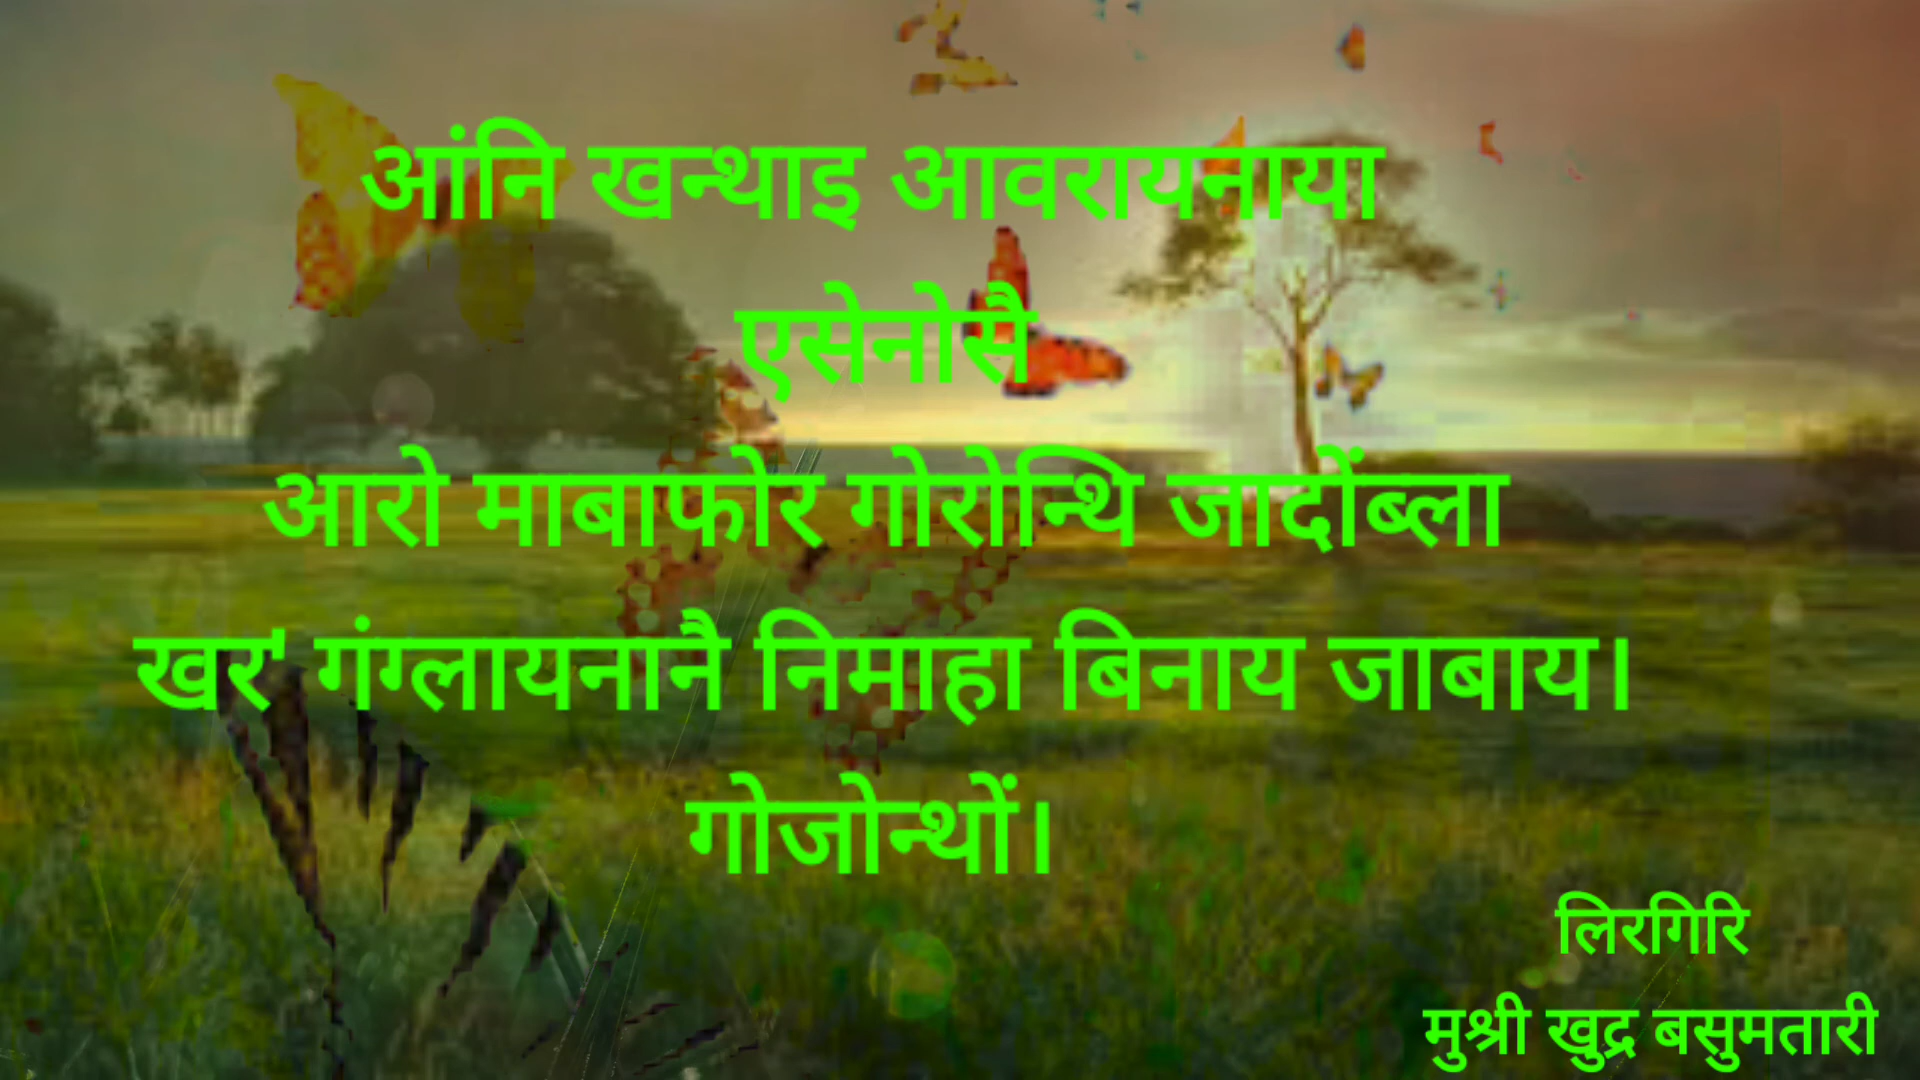 आंनि खन्थाइ आवरायनाया
एसेनोसै
आरो माबाफोर गोरोन्थि जादोंब्ला
खर' गंग्लायनानै निमाहा बिनाय जाबाय।
गोजोन्थों।
लिरगिरि
मुश्री खुद्र बसुमतारी